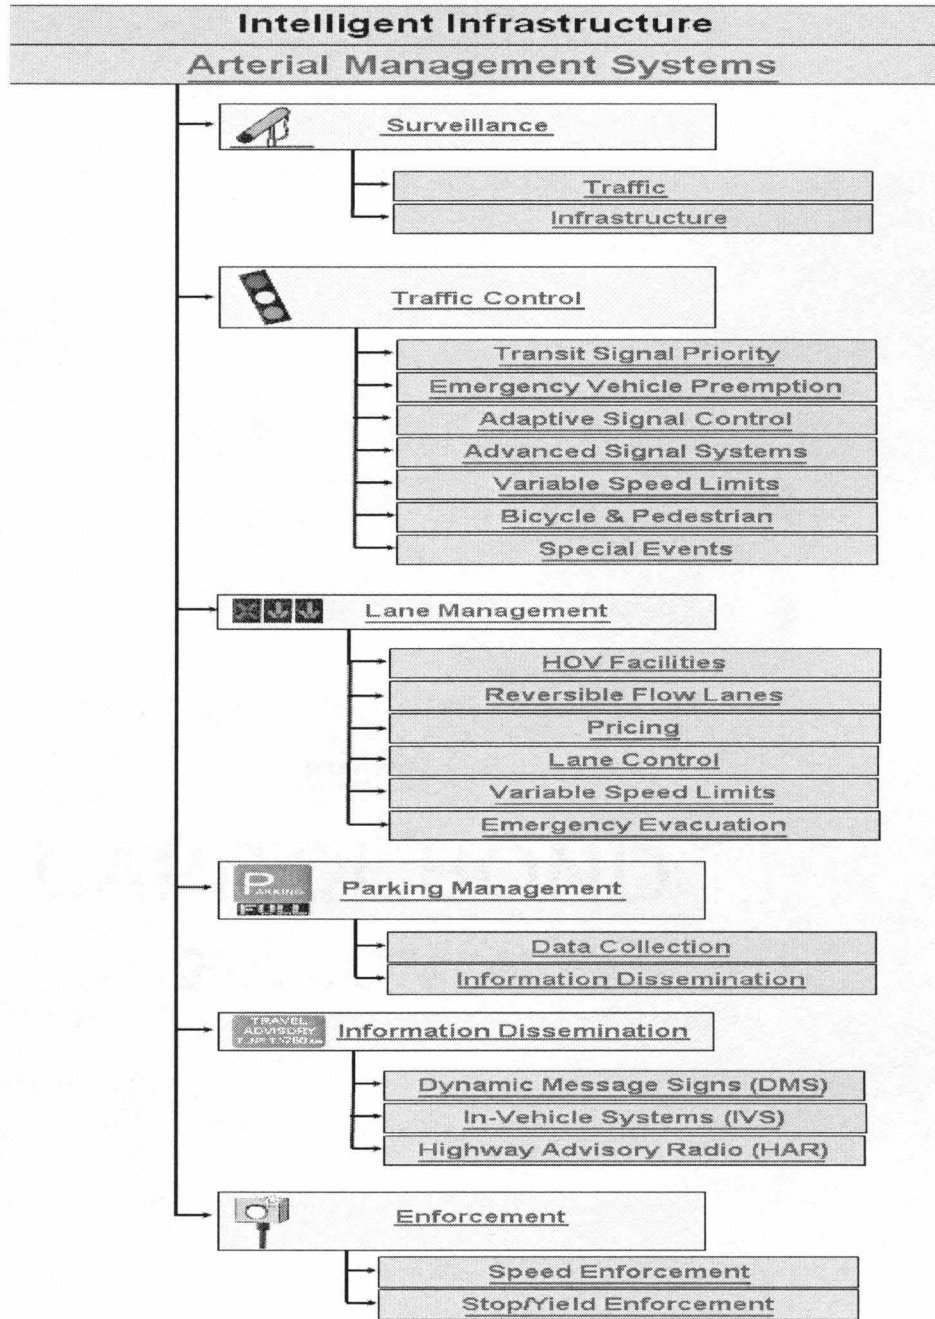 Intelligent Infrastructure
Arterial Management Systems
Surveillance
Traffic
Infrastructure
Traffic Control
Transit Signal Priority
Emergency Vehicle Preemption
Adaptive Signal Control
Advanced Signal Systems
Variable Speed Limits
Bicycle & Pedestrian
Special Events
Lane Management
HOV Facilities
Reversible Flow Lanes
Pricing
Lane Control
Variable Speed Limits
Emergency Evacuation
P
PARKING
FULL
Parking Management
Data Collection
Information Dissemination
TRAVEL
ADVISORY
Information Dissemination
Dynamic Message Signs (DMS)
In-Vehicle Systems (IVS)
Highway Advisory Radio (HAR)
Enforcement
Speed Enforcement
Stop/Yield Enforcement